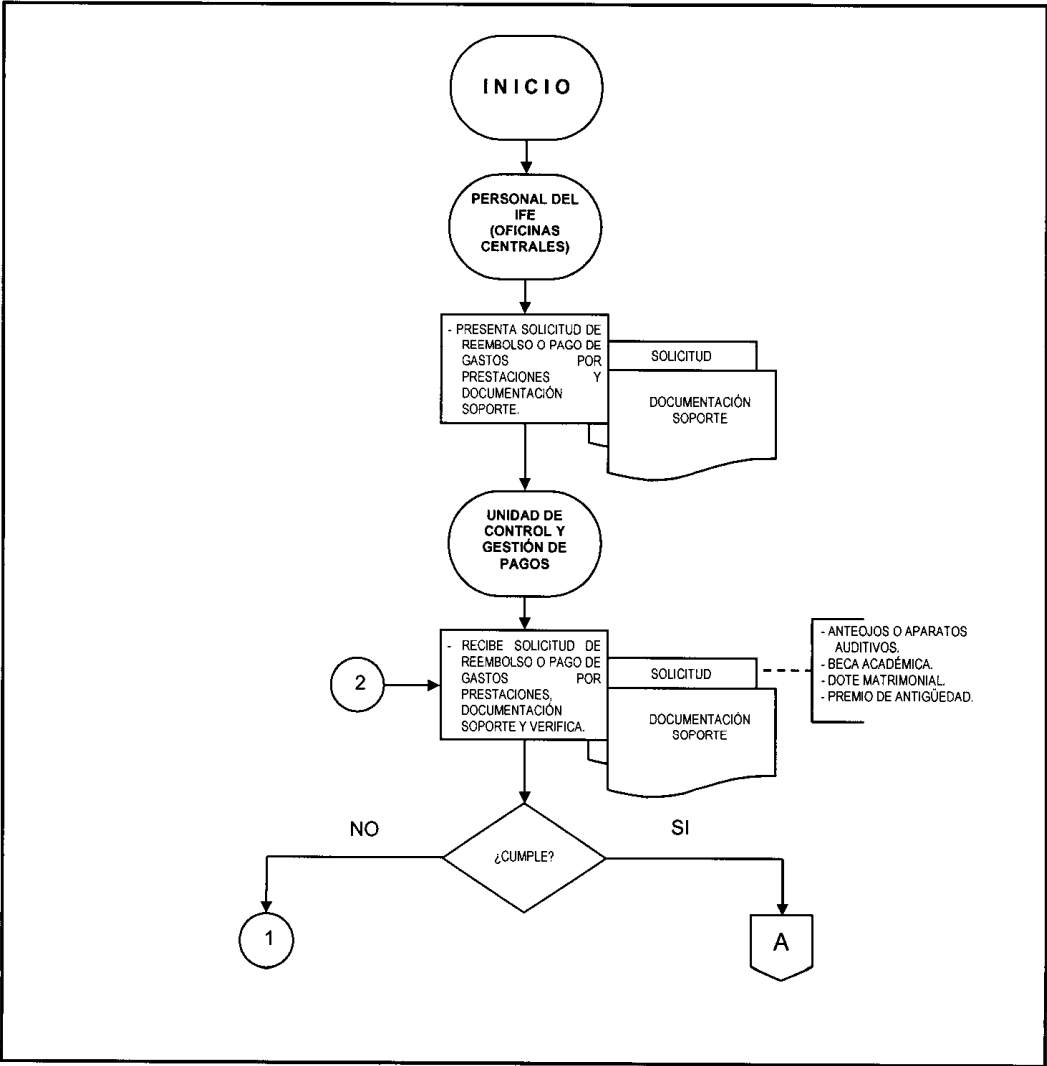 INICIO
PERSONAL DEL
IFE
(OFICINAS
CENTRALES)
- PRESENTA SOLICITUD DE
REEMBOLSO O PAGO DE
GASTOS POR
PRESTACIONES Y
DOCUMENTACIÓN
SOPORTE.
SOLICITUD
DOCUMENTACIÓN
SOPORTE
UNIDAD DE
CONTROL Y
GESTIÓN DE
PAGOS
2
- RECIBE SOLICITUD DE
REEMBOLSO O PAGO DE
GASTOS POR
PRESTACIONES,
DOCUMENTACIÓN
SOPORTE Y VERIFICA.
SOLICITUD
DOCUMENTACIÓN
SOPORTE
- ANTEOJOS O APARATOS
AUDITIVOS.
- BECA ACADÉMICA.
- DOTE MATRIMONIAL.
- PREMIO DE ANTIGÜEDAD.
NO
¿CUMPLE?
SI
1
A